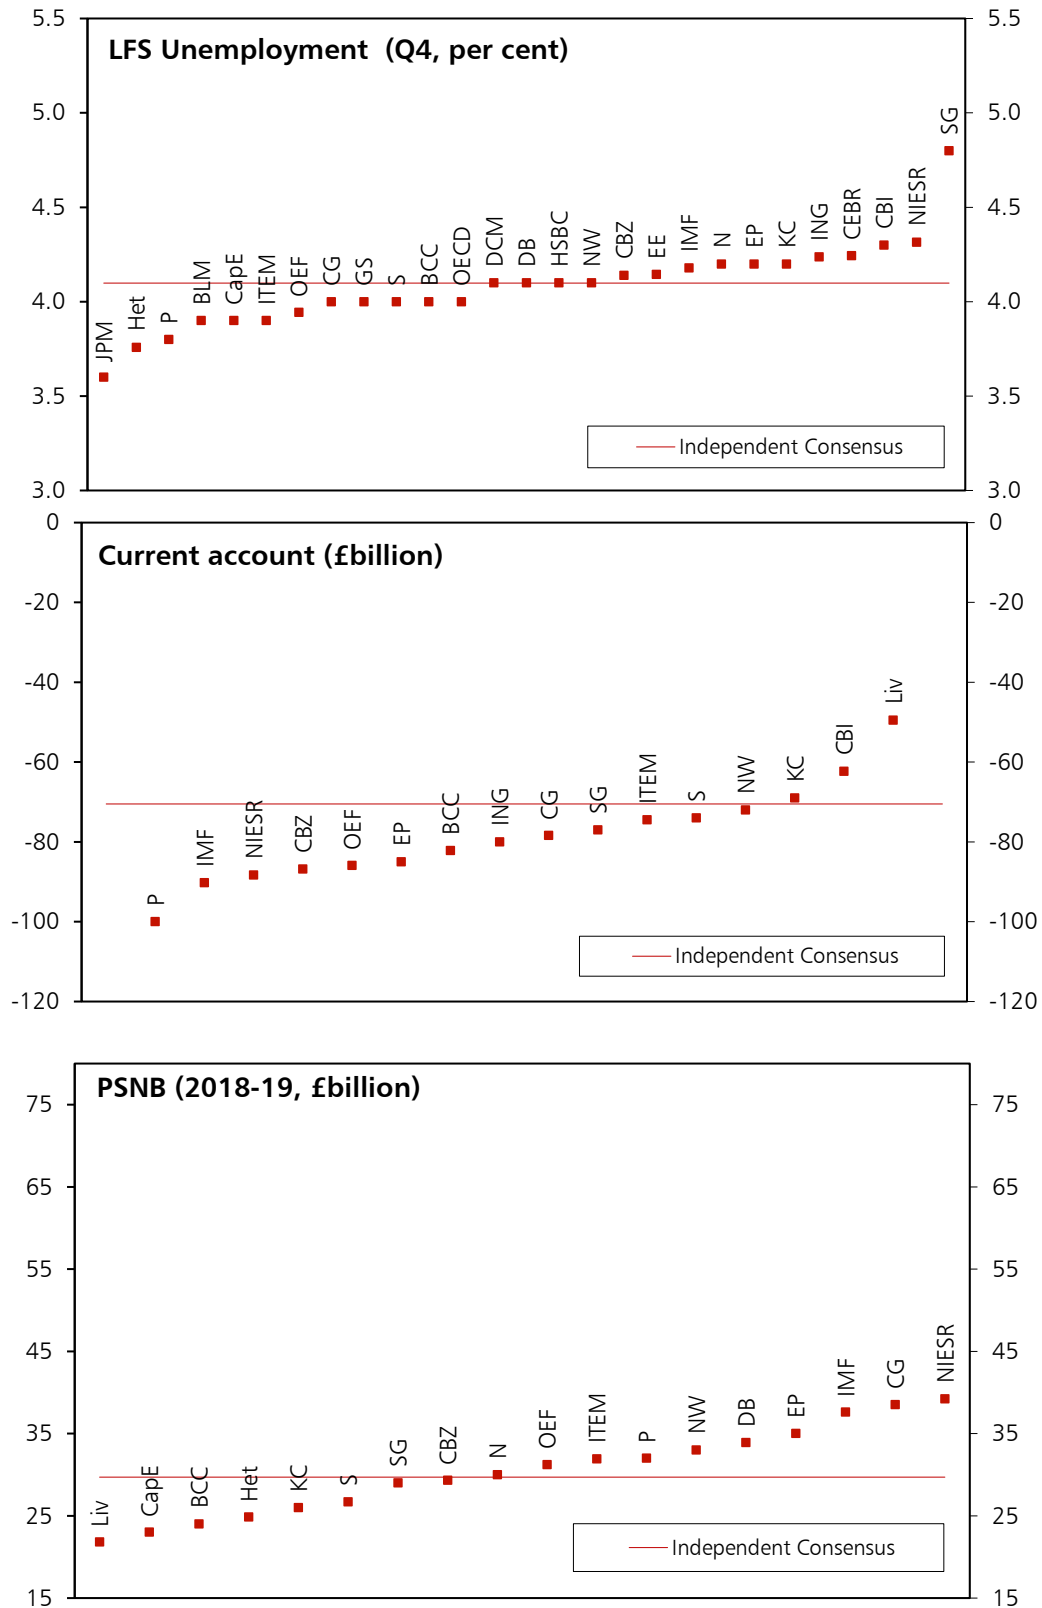 LFS Unemployment  (Q4, per cent)
5.5
5.0
4.5
4.0
3.5
3.0
5.5
5.0
4.5
4.0
3.5
3.0
JPM
Het
P
BLM
CapE
ITEM
OEF
CG
GS
S
BCC
OECD
DCM
DB
HSBC
NW
CBZ
EE
IMF
N
EP
KC
ING
CEBR
CBI
NIESR
SG
Independent Consensus
Current account (£billion)
0
-20
-40
-60
-80
-100
-120
0
-20
-40
-60
-80
-100
-120
P
IMF
NIESR
CBZ
OEF
EP
BCC
ING
CG
SG
ITEM
S
NW
KC
CBI
Liv
Independent Consensus
PSNB (2018-19, £billion)
75
65
55
45
35
25
15
75
65
55
45
35
25
15
Liv
CapE
BCC
Het
KC
S
SG
CBZ
N
OEF
ITEM
P
NW
DB
EP
IMF
CG
NIESR
Independent Consensus